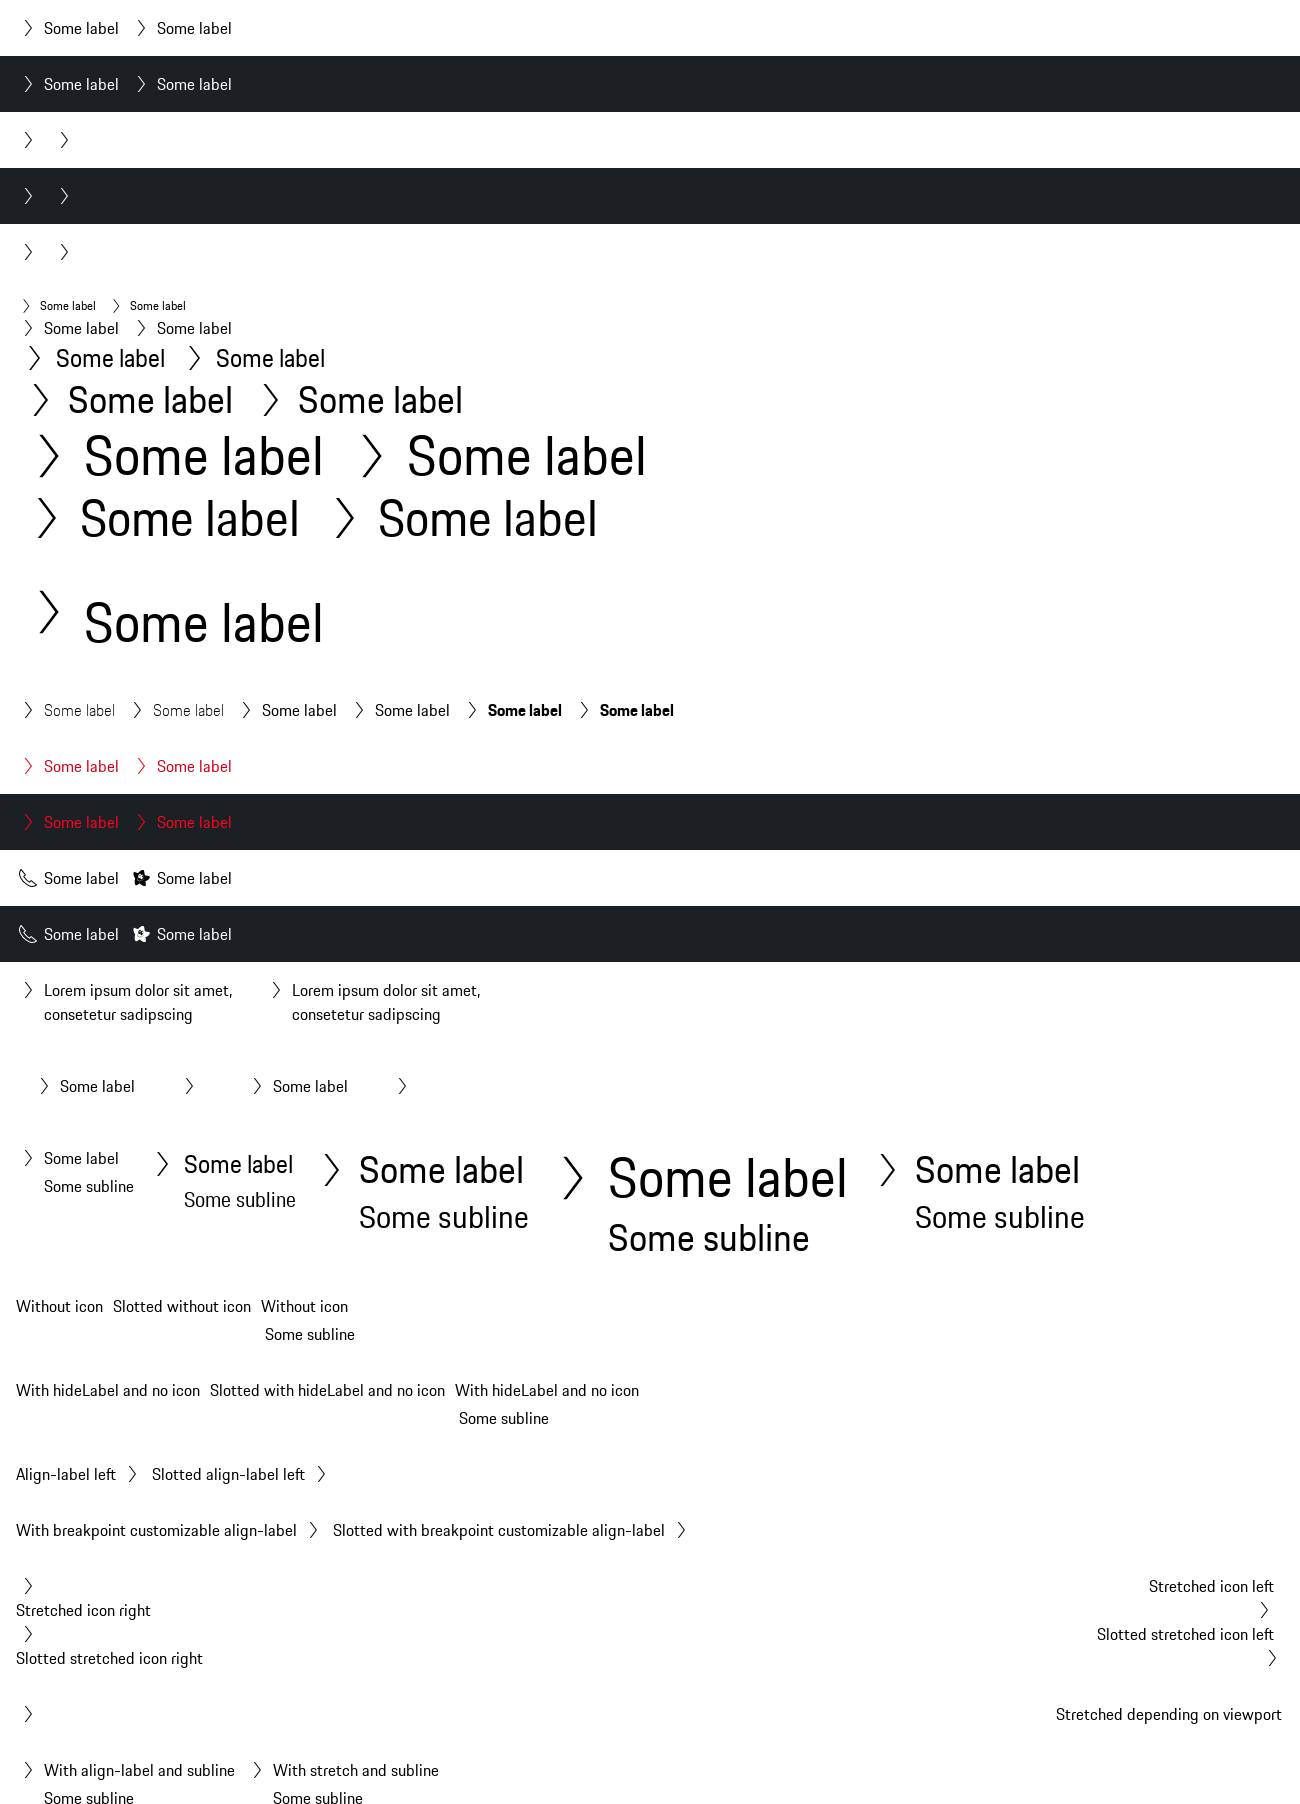 Some label Some label
Some label Some label
Some label Some label
Some label Some label
Some label Some label
Some label Some label
Some label Some label
Some label Some label
Some label
Some label Some label Some label Some label Some label Some label
Some label Some label
Some label Some label
Some label Some label
Some label Some label
Lorem ipsum dolor sit amet, Lorem ipsum dolor sit amet,
consetetur sadipscing consetetur sadipscing
Some label Some label
Some label Some label Some label Some label Some label
Some subline Some subline Some subline Some subline Some subline
Without icon Slotted without icon Without icon
Some subline
With hideLabel and no icon Slotted with hideLabel and no icon With hideLabel and no icon
Some subline
Align-label left Slotted align-label left
With breakpoint customizable align-label Slotted with breakpoint customizable align-label
Stretched icon left
Stretched icon right
Slotted stretched icon left
Slotted stretched icon right
Stretched depending on viewport
With align-label and subline With stretch and subline
Some subline Some subline